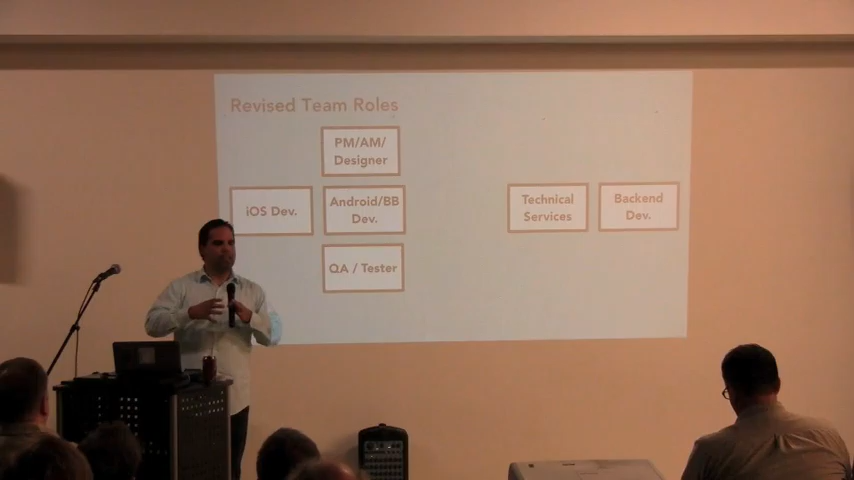 Revised Team Roles
PM/AM/
Designer
iOS Dev.
Android/BB
Dev.
Technical
Services
Backend
Dev.
QA / Tester